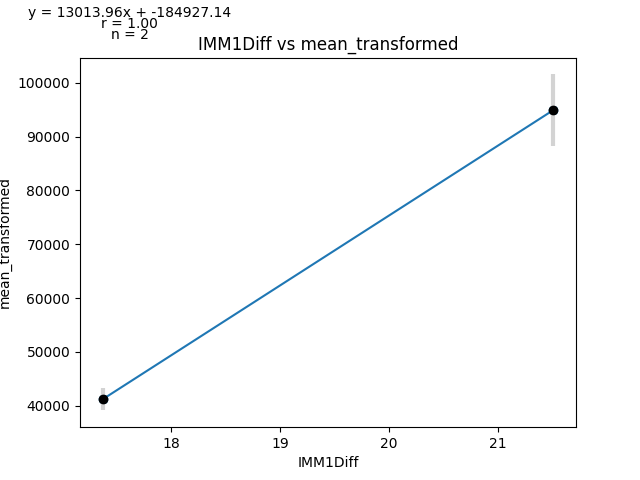 y = 13013.96x + -184927.14
r = 1.00
n = 2
IMM1Diff vs mean_transformed
100000
90000
80000
70000
60000
50000
40000
mean_transformed
18 19 20 21
IMM1Diff